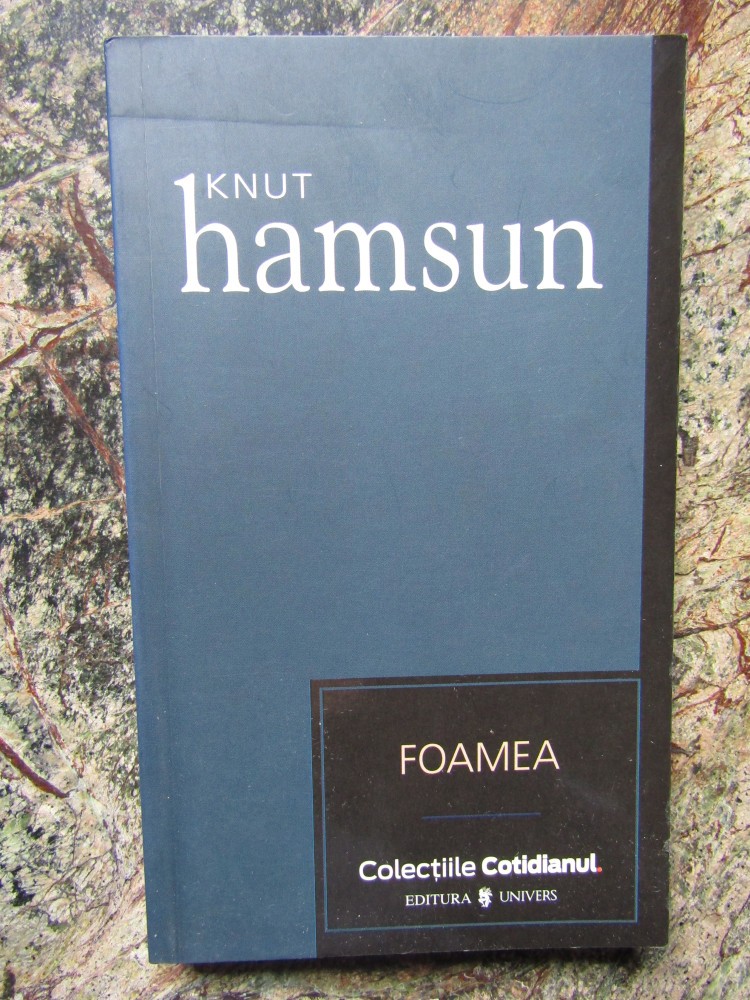 KNUT
hamsun
FOAMEA
Colecțiile Cotidianul.
EDITURA UNIVERS